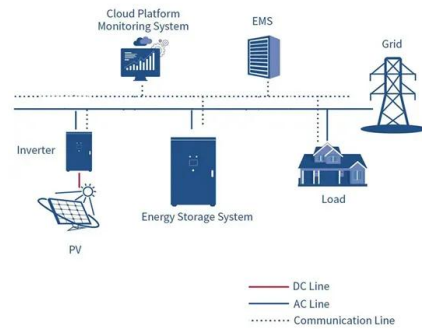 Cloud Platform
Monitoring System
EMS
Grid
Inverter
Energy Storage System
Load
PV
DC Line
AC Line
Communication Line